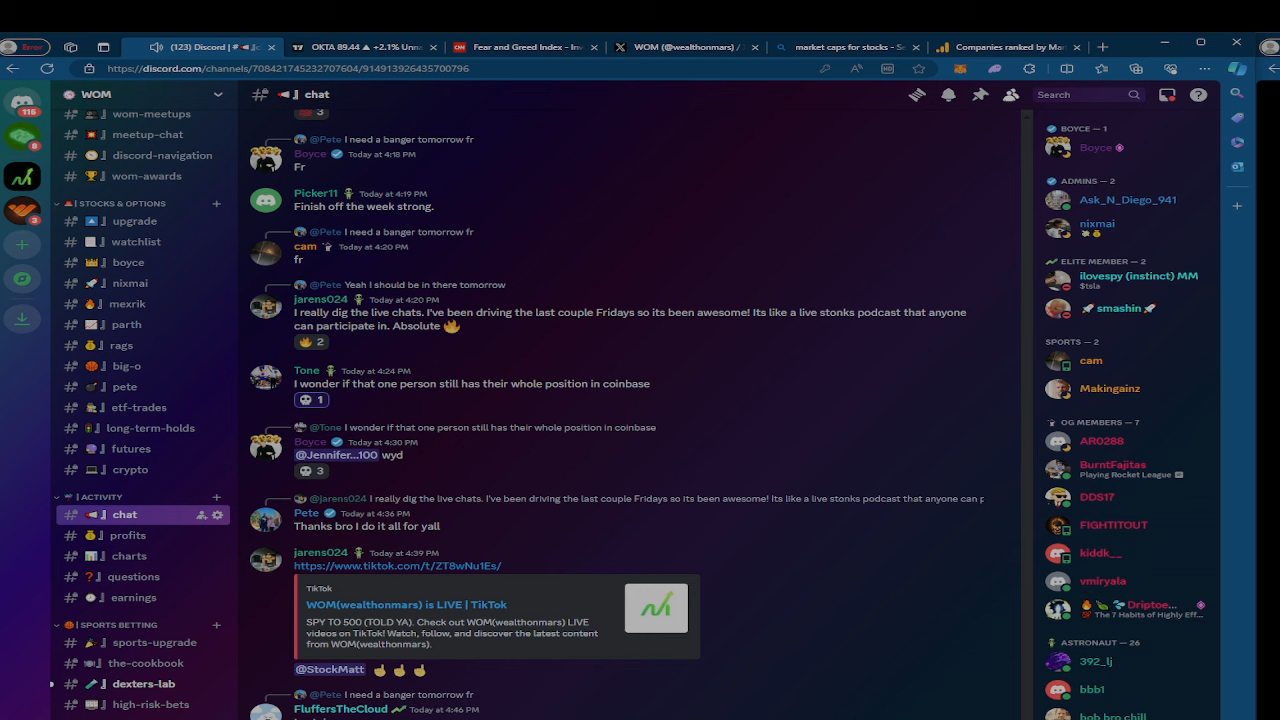 Error
(123) Discord | # 
OKTA 89.44 ▲ +2.1% Unna
CNN Fear and Greed Index - Inv
WOM (@wealthonmars) /
market caps for stocks - Se
Companies ranked by Mar
https://discord.com/channels/708421745232707604/914913926435700796
WOM
chat
Search
116
8
3
wom-meetups
meetup-chat
discord-navigation
wom-awards
| STOCKS & OPTIONS
upgrade
watchlist
boyce
nixmai
mexrik
parth
rags
big-o
pete
etf-trades
long-term-holds
futures
crypto
| ACTIVITY
chat
profits
charts
questions
earnings
| SPORTS BETTING
sports-upgrade
the-cookbook
dexters-lab
high-risk-bets
3
@Pete I need a banger tomorrow fr
Boyce Today at 4:18 PM
Fr
Picker11 Today at 4:19 PM
Finish off the week strong.
@Pete I need a banger tomorrow fr
cam Today at 4:20 PM
fr
@Pete Yeah I should be in there tomorrow
jarens024 Today at 4:20 PM
I really dig the live chats. I've been driving the last couple Fridays so its been awesome! Its like a live stonks podcast that anyone
can participate in. Absolute 🔥
🔥 2
Tone Today at 4:24 PM
I wonder if that one person still has their whole position in coinbase
💀 1
@Tone I wonder if that one person still has their whole position in coinbase
Boyce Today at 4:30 PM
@Jennifer...100 wyd
💀 3
@jarens024 I really dig the live chats. I've been driving the last couple Fridays so its been awesome! Its like a live stonks podcast that anyone can p
Pete Today at 4:36 PM
Thanks bro I do it all for yall
jarens024 Today at 4:39 PM
https://www.tiktok.com/t/ZT8wNu1Es/
TikTok
WOM(wealthonmars) is LIVE | TikTok
SPY TO 500 (TOLD YA). Check out WOM(wealthonmars) LIVE
videos on TikTok! Watch, follow, and discover the latest content
from WOM(wealthonmars).
@StockMatt ☝ ☝ ☝
@Pete I need a banger tomorrow fr
FluffersTheCloud Today at 4:46 PM
BOYCE — 1
Boyce
ADMINS — 2
Ask_N_Diego_941
nixmai
ELITE MEMBER — 2
ilovespy (instinct) MM
$tsla
🚀 smashin 🚀
SPORTS — 2
cam
Makingainz
OG MEMBERS — 7
AR0288
BurntFajitas
Playing Rocket League
DDS17
FIGHTITOUT
kiddk__
vmiryala
Driptoe...
The 7 Habits of Highly Effe...
ASTRONAUT — 26
392_lj
bbb1
bob bro chill